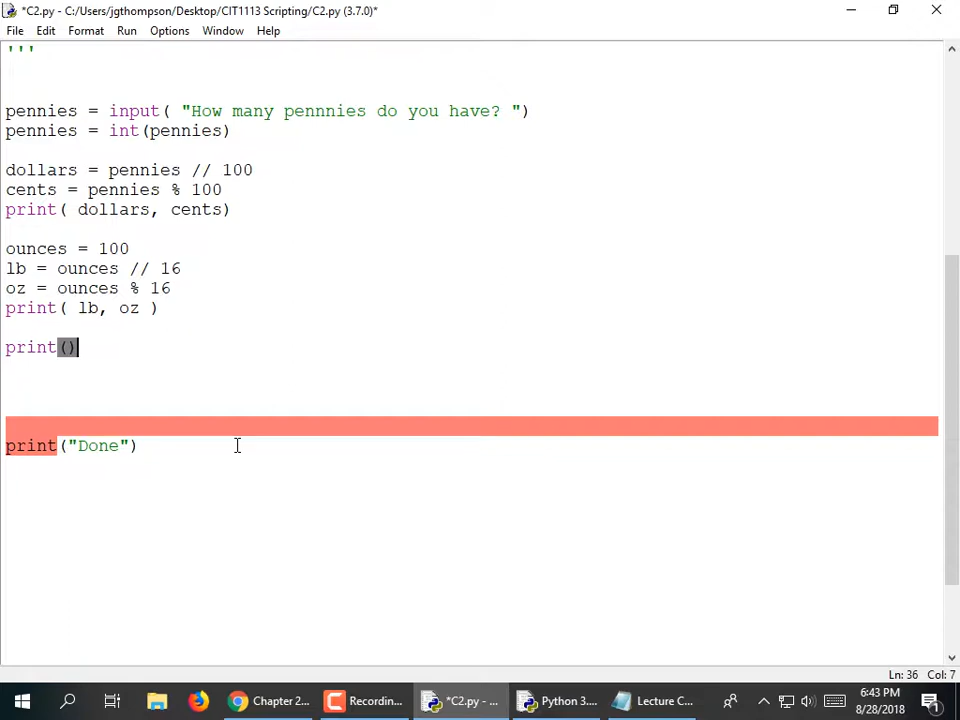 *C2.py - C:/Users/jgthompson/Desktop/CIT1113 Scripting/C2.py (3.7.0)*
File Edit Format Run Options Window Help
'''
pennies = input( "How many pennnies do you have? ")
pennies = int(pennies)
dollars = pennies // 100
cents = pennies % 100
print( dollars, cents)
ounces = 100
lb = ounces // 16
oz = ounces % 16
print( lb, oz )
print()
print("Done")
Ln: 36 Col: 7
Chapter 2... Recordin... *C2.py - ... Python 3.... Lecture C...
6:43 PM
8/28/2018
1